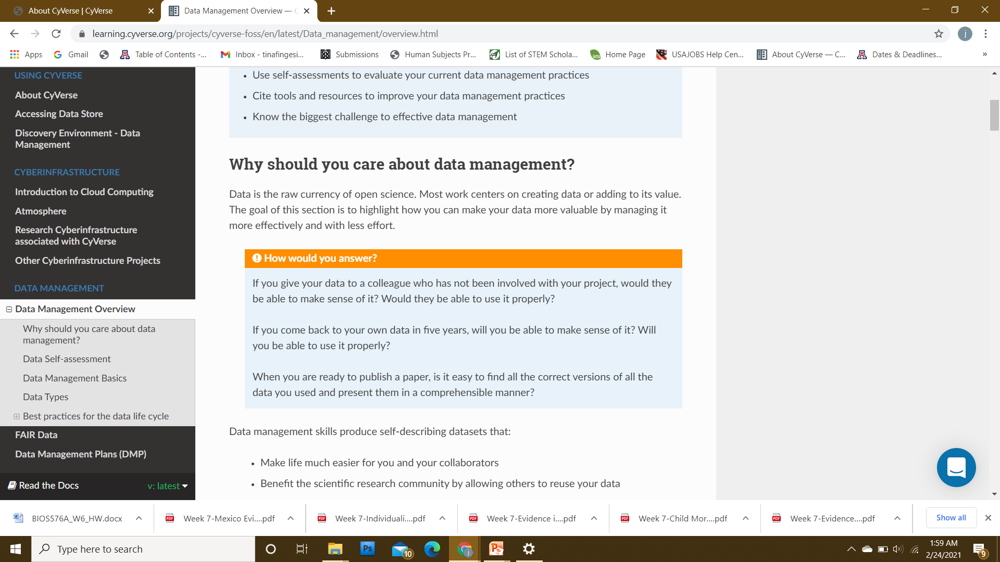 About CyVerse | CyVerse
Data Management Overview — C
learning.cyverse.org/projects/cyverse-foss/en/latest/Data_management/overview.html
j
Apps
Gmail
Table of Contents -...
Inbox - tinafingesi...
Submissions
Human Subjects Pr...
List of STEM Schola...
ists
Home Page
USAJOBS Help Cen...
About CyVerse — C...
Dates & Deadlines...
»
USING CYVERSE
About CyVerse
Accessing Data Store
Discovery Environment - Data
Management
CYBERINFRASTRUCTURE
Introduction to Cloud Computing
Atmosphere
Research Cyberinfrastructure
associated with CyVerse
Other Cyberinfrastructure Projects
DATA MANAGEMENT
Data Management Overview
Why should you care about data
management?
Data Self-assessment
Data Management Basics
Data Types
Best practices for the data life cycle
FAIR Data
Data Management Plans (DMP)
Read the Docs
v: latest
• Use self-assessments to evaluate your current data management practices
• Cite tools and resources to improve your data management practices
• Know the biggest challenge to effective data management
Why should you care about data management?
Data is the raw currency of open science. Most work centers on creating data or adding to its value.
The goal of this section is to highlight how you can make your data more valuable by managing it
more effectively and with less effort.
How would you answer?
If you give your data to a colleague who has not been involved with your project, would they
be able to make sense of it? Would they be able to use it properly?
If you come back to your own data in five years, will you be able to make sense of it? Will
you be able to use it properly?
When you are ready to publish a paper, is it easy to find all the correct versions of all the
data you used and present them in a comprehensible manner?
Data management skills produce self-describing datasets that:
• Make life much easier for you and your collaborators
• Benefit the scientific research community by allowing others to reuse your data
BIOS576A_W6_HW.docx
PDF
Week 7-Mexico Evi....pdf
PDF
Week 7-Individuali....pdf
PDF
Week 7-Evidence i....pdf
PDF
Week 7-Child Mor....pdf
PDF
Week 7-Evidence....pdf
Show all
Type here to search
Ps
10
j
1:59 AM
2/24/2021
9